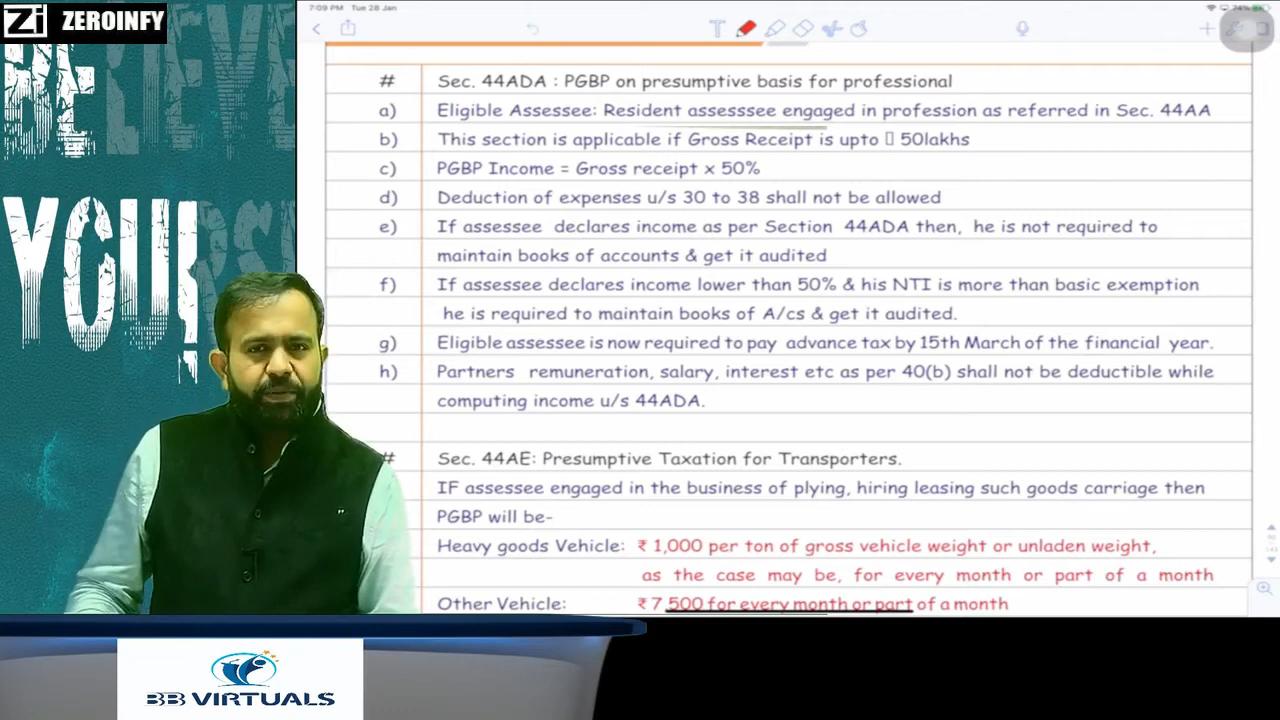 ZEROINFY
BELIEVE
YOURSELF
7:09 PM Tue 28 Jan
74%
# Sec. 44ADA : PGBP on presumptive basis for professional
a) Eligible Assessee: Resident assesssee engaged in profession as referred in Sec. 44AA
b) This section is applicable if Gross Receipt is upto 50lakhs
c) PGBP Income = Gross receipt x 50%
d) Deduction of expenses u/s 30 to 38 shall not be allowed
e) If assessee declares income as per Section 44ADA then, he is not required to
maintain books of accounts & get it audited
f) If assessee declares income lower than 50% & his NTI is more than basic exemption
he is required to maintain books of A/cs & get it audited.
g) Eligible assessee is now required to pay advance tax by 15th March of the financial year.
h) Partners remuneration, salary, interest etc as per 40(b) shall not be deductible while
computing income u/s 44ADA.
# Sec. 44AE: Presumptive Taxation for Transporters.
IF assessee engaged in the business of plying, hiring leasing such goods carriage then
PGBP will be-
Heavy goods Vehicle: ₹ 1,000 per ton of gross vehicle weight or unladen weight,
as the case may be, for every month or part of a month
Other Vehicle: ₹ 7,500 for every month or part of a month
BB VIRTUALS